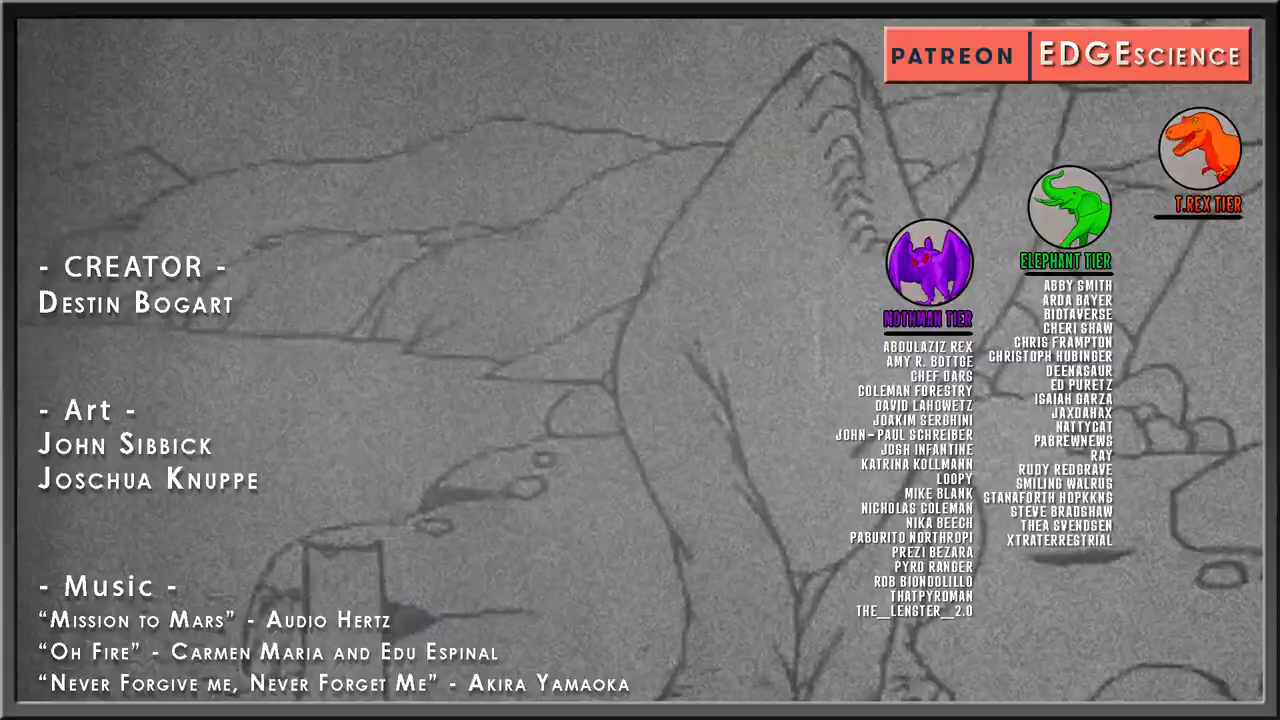 PATREON | EDGESCIENCE
T.REX TIER
ELEPHANT TIER
ABBY SMITH
ARDA BAYER
BIOTAVERSE
CHERI SHAW
CHRIS FRAMPTON
CHRISTOPH HUBINGER
DEENASAUR
ED PURETZ
ISAIAH GARZA
JAXDAHAX
NATTYCAT
PABREWNEWS
RAY
RUDY REDGRAVE
SMILING WALRUS
STANAFORTH HOPKKNS
STEVE BRADSHAW
THEA SVENDSEN
XTRATERRESTRIAL
MOTHMAN TIER
ABDULAZIZ REX
AMY R. BOTTGE
CHEF DARS
COLEMAN FORESTRY
DAVID LAHOWETZ
JOAKIM SERGHINI
JOHN-PAUL SCHREIBER
JOSH INFANTINE
KATRINA KOLLMANN
LOOPY
MIKE BLANK
NICHOLAS COLEMAN
NIKA BEECH
PABURITO NORTHROPI
PREZI BEZARA
PYRO RANGER
ROB BIONDOLILLO
THATPYROMAN
THE_LENSTER_2.0
- CREATOR -
DESTIN BOGART
- Art -
JOHN SIBBICK
JOSCHUA KNUPPE
- Music -
“MISSION TO MARS” - AUDIO HERTZ
“OH FIRE” - CARMEN MARIA AND EDU ESPINAL
“NEVER FORGIVE ME, NEVER FORGET ME” - AKIRA YAMAOKA